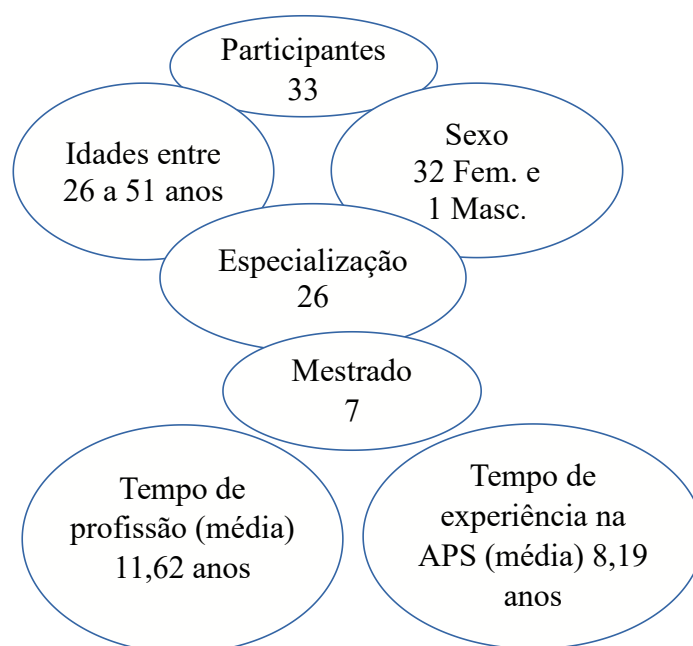 Participantes
33
Idades entre
26 a 51 anos
Sexo
32 Fem. e
1 Masc.
Especialização
26
Mestrado
7
Tempo de
profissão (média)
11,62 anos
Tempo de
experiência na
APS (média) 8,19
anos